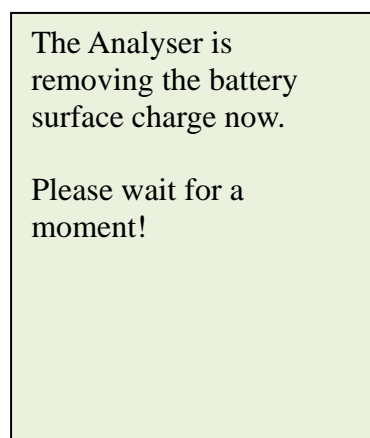 The Analyser is
removing the battery
surface charge now.
Please wait for a
moment!